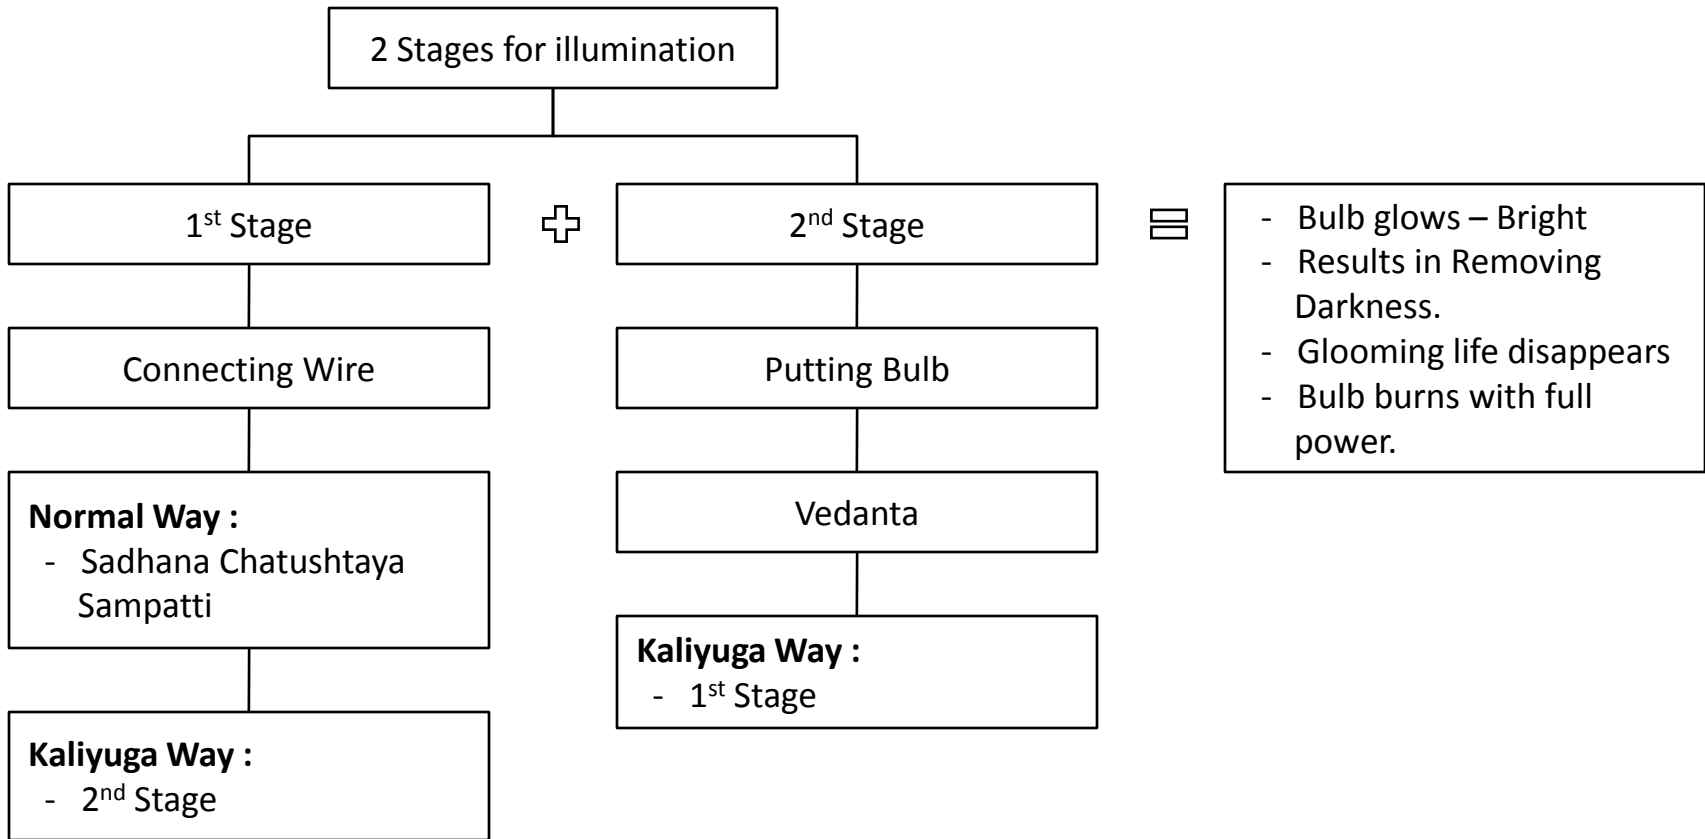 2 Stages for illumination
1st Stage
2nd Stage
- Bulb glows – Bright
- Results in Removing
Darkness.
- Glooming life disappears
- Bulb burns with full
power.
Connecting Wire
Putting Bulb
Normal Way :
- Sadhana Chatushtaya
Sampatti
Vedanta
Kaliyuga Way :
- 1st Stage
Kaliyuga Way :
- 2nd Stage